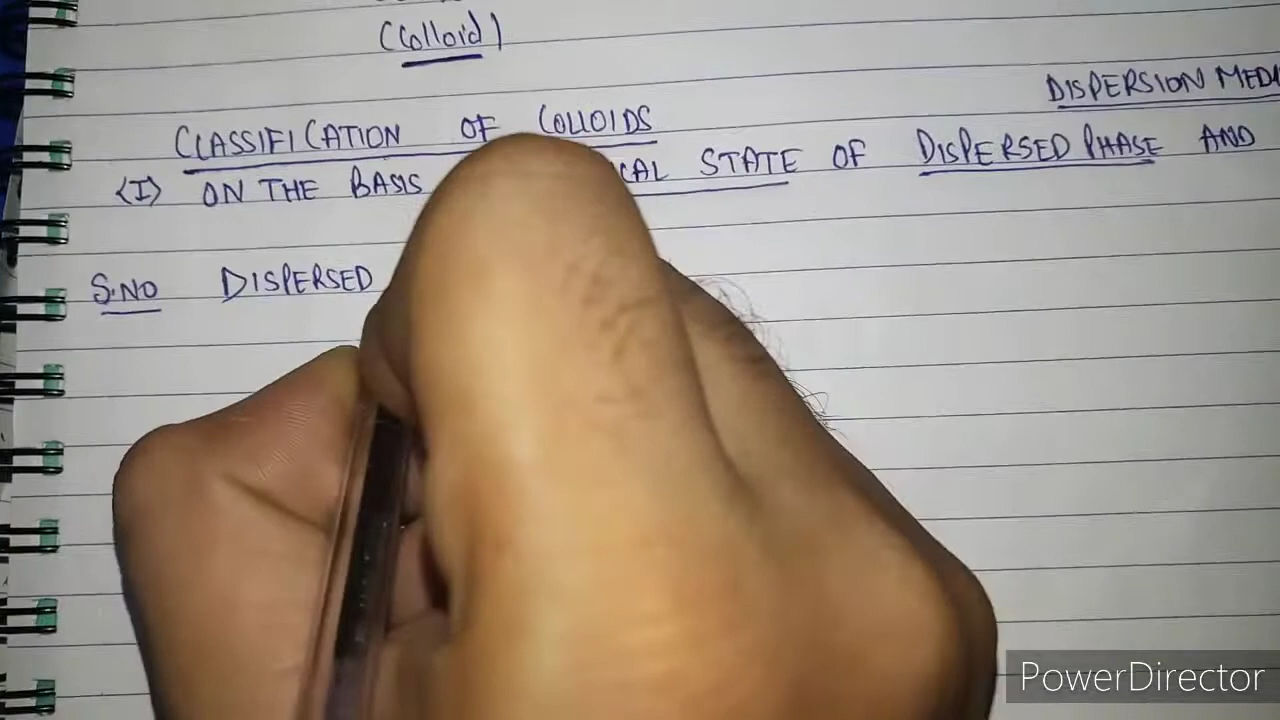 (Colloid)
DISPERSION MEDI
CLASSIFICATION OF COLLOIDS
<I> ON THE BASIS CAL STATE OF DISPERSED PHASE AND
S.NO DISPERSED
PowerDirector